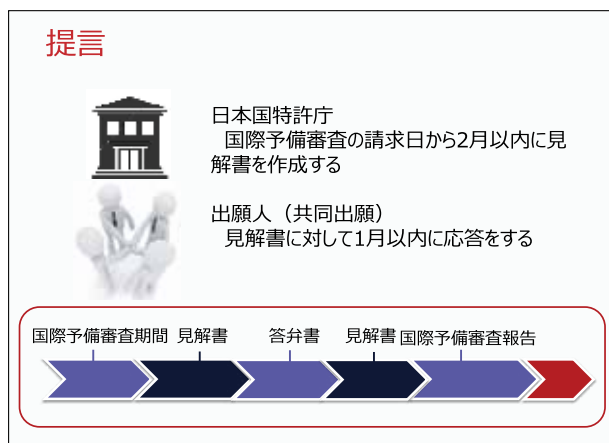 提言
日本国特許庁
国際予備審査の請求日から2月以内に見
解書を作成する
出願人（共同出願）
見解書に対して1月以内に応答をする
国際予備審査期間
見解書
答弁書
見解書
国際予備審査報告